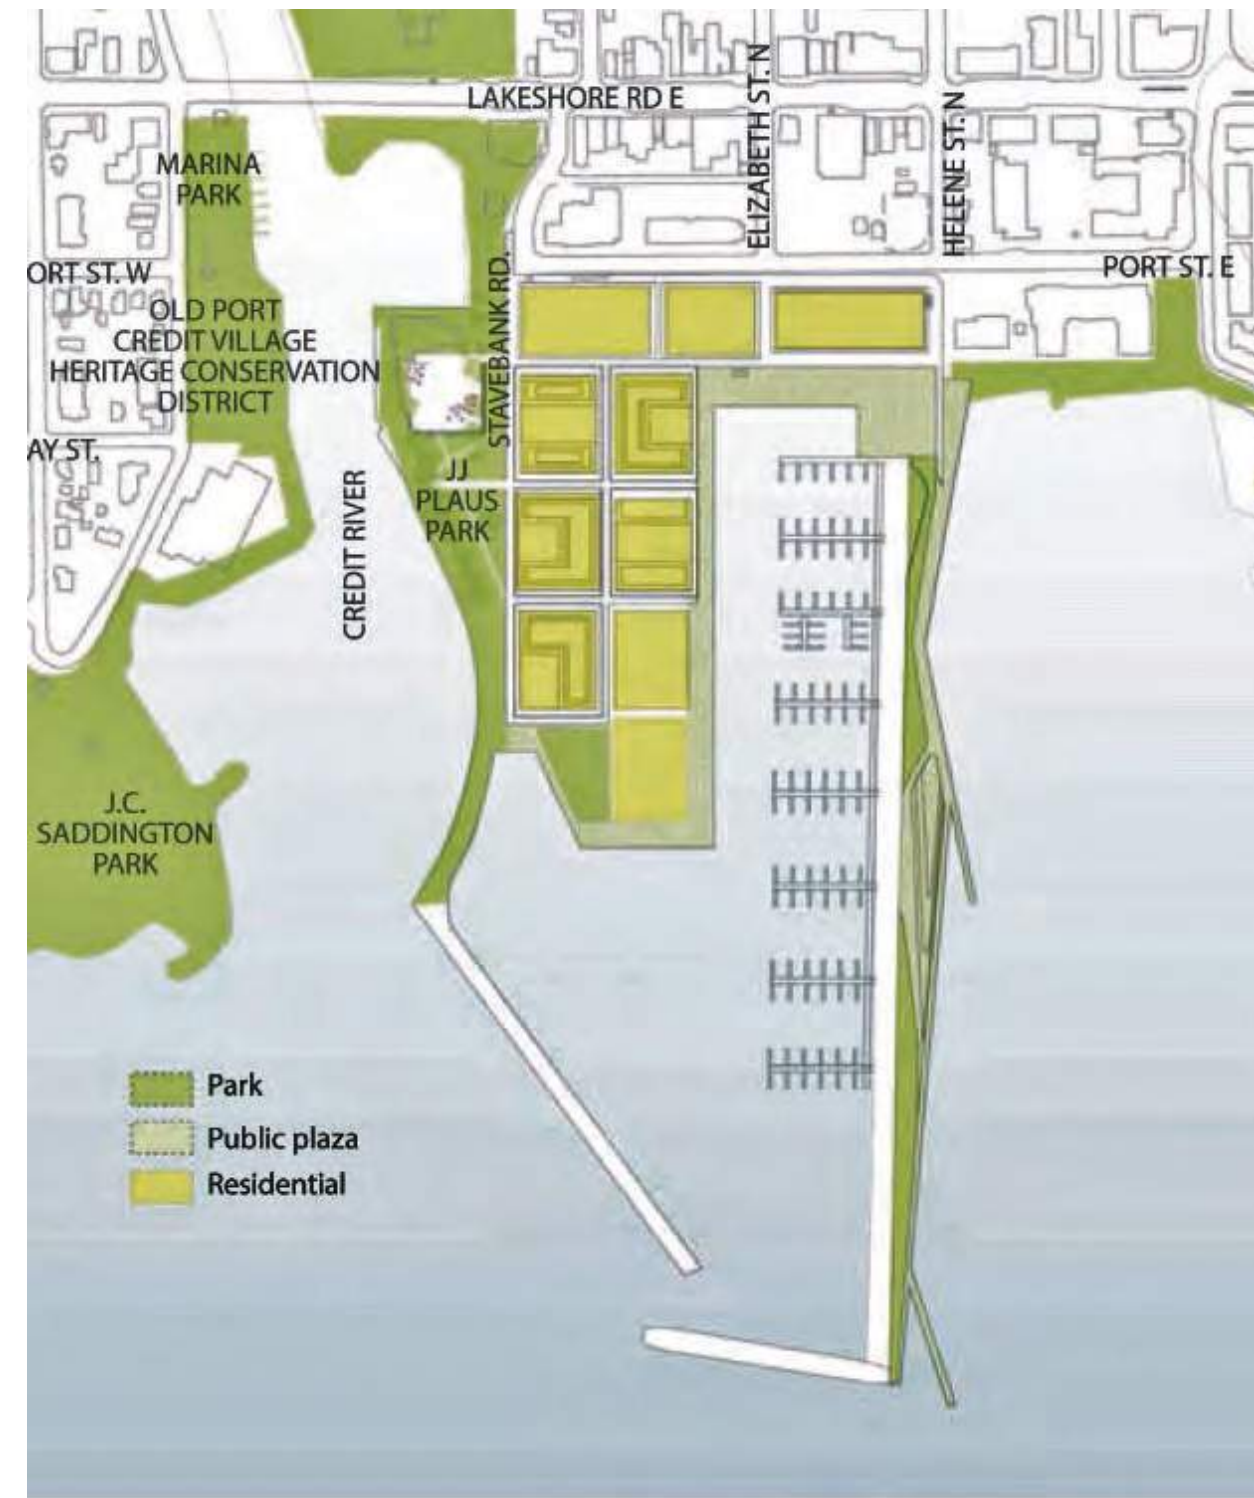 LAKESHORE RD E
ELIZABETH ST. N
HELENE ST. N
MARINA
PARK
ORT ST. W
PORT ST. E
OLD PORT
CREDIT VILLAGE
HERITAGE CONSERVATION
DISTRICT
STAVEBANK RD.
AY ST.
JJ
PLAUS
PARK
CREDIT RIVER
J.C.
SADDINGTON
PARK
Park
Public plaza
Residential